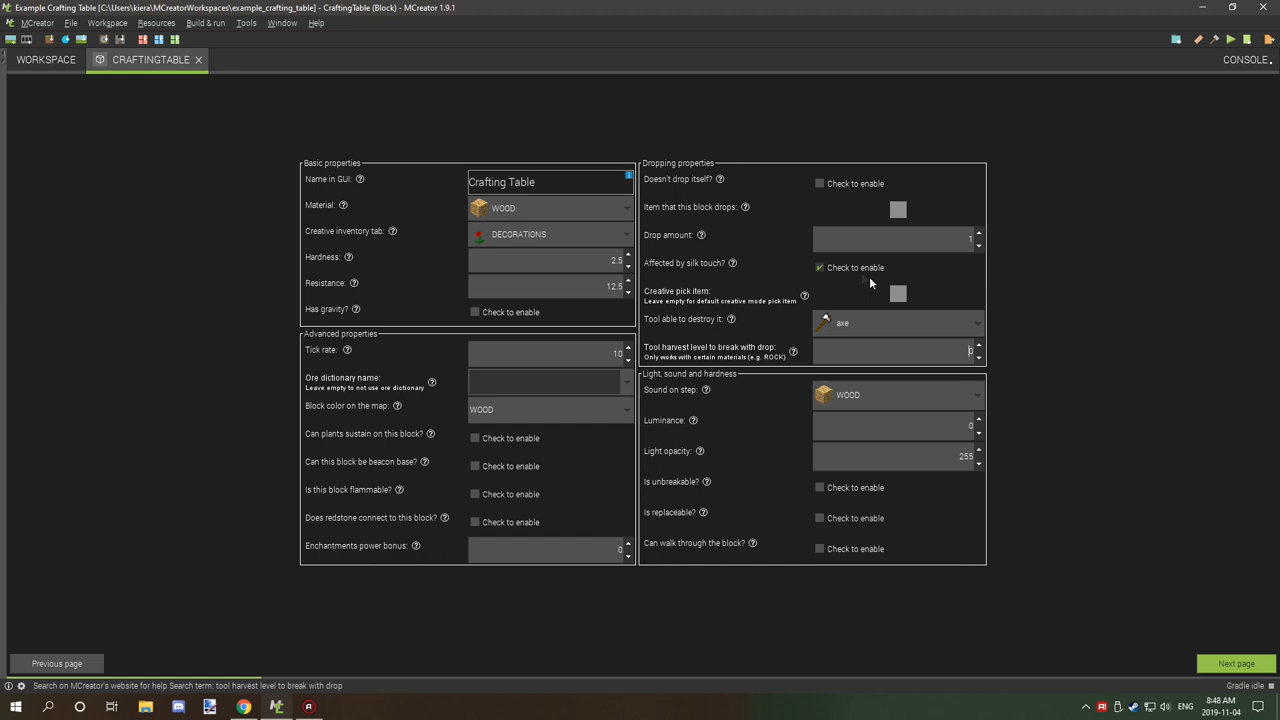 Example Crafting Table [C:\Users\kiera\MCreatorWorkspaces\example_crafting_table] - CraftingTable (Block) - MCreator 1.9.1
MCreator File Workspace Resources Build & run Tools Window Help
WORKSPACE CRAFTINGTABLE CONSOLE
Basic properties
Name in GUI: Crafting Table
Material: WOOD
Creative inventory tab: DECORATIONS
Hardness: 2.5
Resistance: 12.5
Has gravity? Check to enable
Advanced properties
Tick rate: 10
Ore dictionary name:
Leave empty to not use ore dictionary
Block color on the map: WOOD
Can plants sustain on this block? Check to enable
Can this block be beacon base? Check to enable
Is this block flammable? Check to enable
Does redstone connect to this block? Check to enable
Enchantments power bonus: 0
Dropping properties
Doesn't drop itself? Check to enable
Item that this block drops:
Drop amount: 1
Affected by silk touch? Check to enable
Creative pick item:
Leave empty for default creative mode pick item
Tool able to destroy it: axe
Tool harvest level to break with drop: 0
Only works with certain materials (e.g. ROCK)
Light, sound and hardness
Sound on step: WOOD
Luminance: 0
Light opacity: 255
Is unbreakable? Check to enable
Is replaceable? Check to enable
Can walk through the block? Check to enable
Previous page Next page
Search on MCreator's website for help Search term: tool harvest level to break with drop Gradle idle
ENG 8:48 AM
2019-11-04